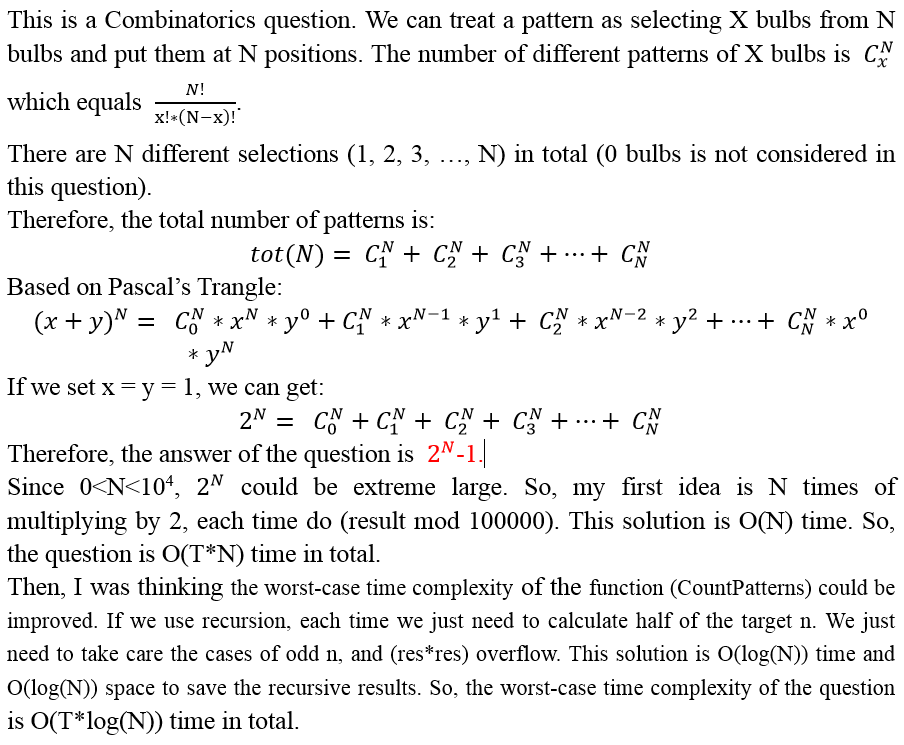 This is a Combinatorics question. We can treat a pattern as selecting X bulbs from N
bulbs and put them at N positions. The number of different patterns of X bulbs is $C_x^N$
which equals $\frac{N!}{x!*(N-x)!}$.
There are N different selections (1, 2, 3, …, N) in total (0 bulbs is not considered in
this question).
Therefore, the total number of patterns is:
$tot(N) = C_1^N + C_2^N + C_3^N + \cdots + C_N^N$
Based on Pascal’s Trangle:
$(x + y)^N = C_0^N * x^N * y^0 + C_1^N * x^{N-1} * y^1 + C_2^N * x^{N-2} * y^2 + \cdots + C_N^N * x^0$
$* y^N$
If we set x = y = 1, we can get:
$2^N = C_0^N + C_1^N + C_2^N + C_3^N + \cdots + C_N^N$
Therefore, the answer of the question is $2^N$-1.
Since 0<N<10⁴, $2^N$ could be extreme large. So, my first idea is N times of
multiplying by 2, each time do (result mod 100000). This solution is O(N) time. So,
the question is O(T*N) time in total.
Then, I was thinking the worst-case time complexity of the function (CountPatterns) could be
improved. If we use recursion, each time we just need to calculate half of the target n. We just
need to take care the cases of odd n, and (res*res) overflow. This solution is O(log(N)) time and
O(log(N)) space to save the recursive results. So, the worst-case time complexity of the question
is O(T*log(N)) time in total.